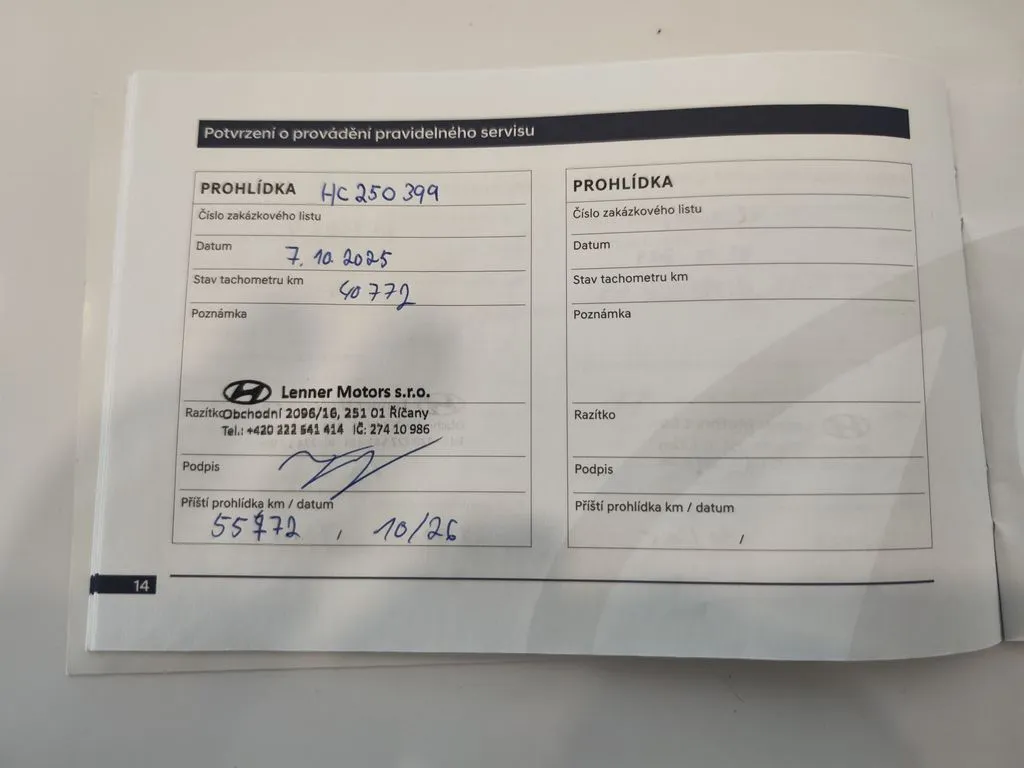 Potvrzení o provádění pravidelného servisu
PROHLÍDKA HC 250 399
Číslo zakázkového listu
Datum 7. 10. 2025
Stav tachometru km 40 772
Poznámka
Lenner Motors s.r.o.
Razítko Obchodní 2096/16, 251 01 Říčany
Tel.: +420 222 541 414 IČ: 274 10 986
Podpis
Příští prohlídka km / datum
55772 / 10/26
PROHLÍDKA
Číslo zakázkového listu
Datum
Stav tachometru km
Poznámka
Razítko
Podpis
Příští prohlídka km / datum
/
14